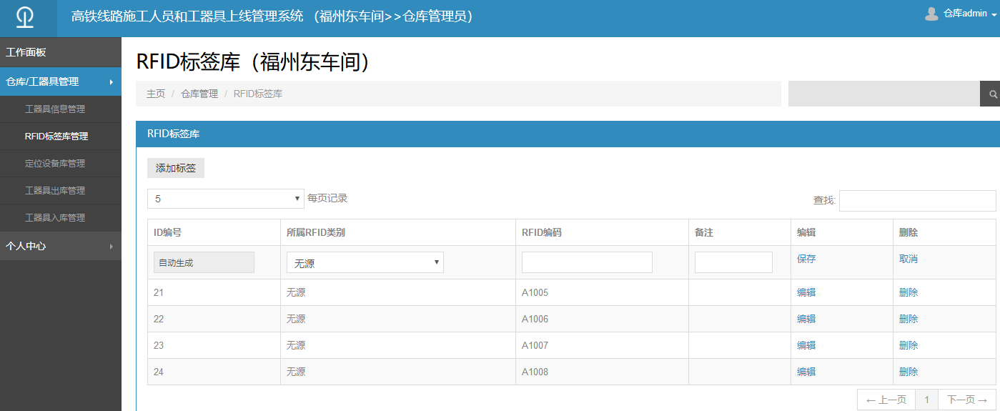 高铁线路施工人员和工器具上线管理系统 （福州东车间>>仓库管理员）
仓库admin
工作面板
仓库/工器具管理
工器具信息管理
RFID标签库管理
定位设备库管理
工器具出库管理
工器具入库管理
个人中心
RFID标签库（福州东车间）
主页 / 仓库管理 / RFID标签库
RFID标签库
添加标签
5 每页记录
查找:
ID编号 所属RFID类别 RFID编码 备注 编辑 删除
自动生成 无源 保存 取消
21 无源 A1005 编辑 删除
22 无源 A1006 编辑 删除
23 无源 A1007 编辑 删除
24 无源 A1008 编辑 删除
← 上一页 1 下一页 →